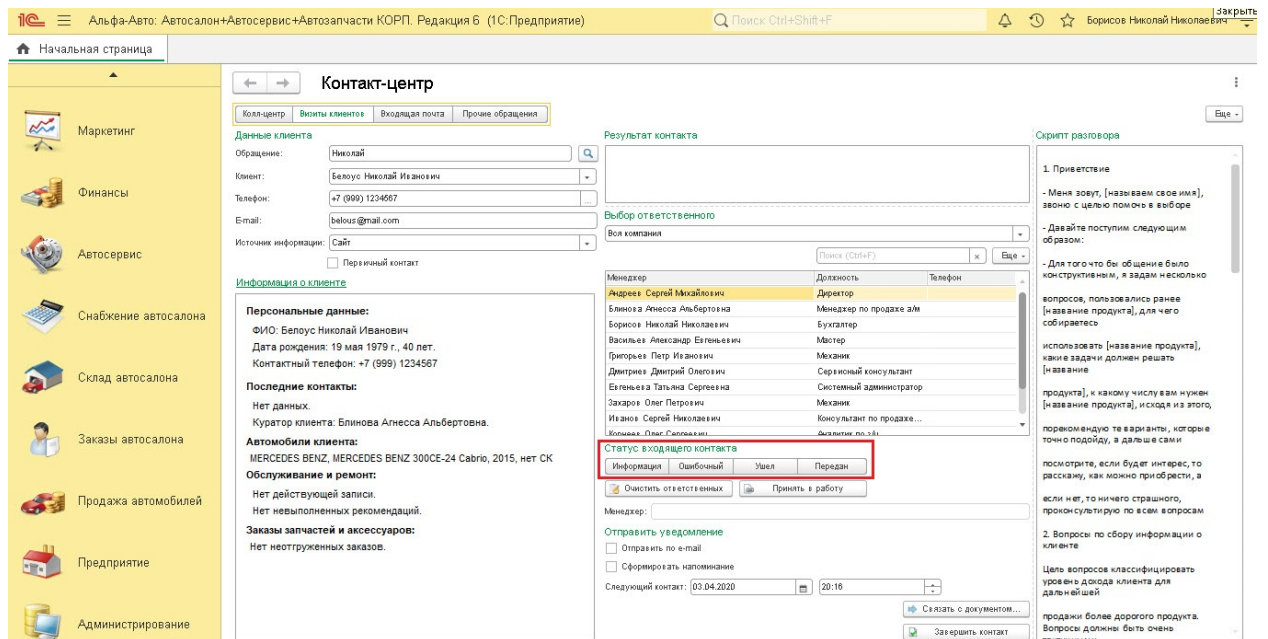 Альфа-Авто: Автосалон+Автосервис+Автозапчасти КОРП. Редакция 6 (1С:Предприятие)
Поиск Ctrl+Shift+F
Борисов Николай Николаевич
Закрыть
Начальная страница
Маркетинг
Финансы
Автосервис
Снабжение автосалона
Склад автосалона
Заказы автосалона
Продажа автомобилей
Предприятие
Администрирование
Контакт-центр
Колл-центр Визиты клиентов Входящая почта Прочие обращения
Еще
Данные клиента
Обращение: Николай
Клиент: Белоус Николай Иванович
Телефон: +7 (999) 1234567 ...
E-mail: belous@mail.com
Источник информации: Сайт
Первичный контакт
Информация о клиенте
Персональные данные:
ФИО: Белоус Николай Иванович
Дата рождения: 19 мая 1979 г., 40 лет.
Контактный телефон: +7 (999) 1234567
Последние контакты:
Нет данных.
Куратор клиента: Блинова Агнесса Альбертовна.
Автомобили клиента:
MERCEDES BENZ, MERCEDES BENZ 300CE-24 Cabrio, 2015, нет СК
Обслуживание и ремонт:
Нет действующей записи.
Нет невыполненных рекомендаций.
Заказы запчастей и аксессуаров:
Нет неотгруженных заказов.
Результат контакта
Выбор ответственного
Вся компания
Поиск (Ctrl+F) × Еще
Менеджер Должность Телефон
Андреев Сергей Михайлович Директор
Блинова Агнесса Альбертовна Менеджер по продаже а/м
Борисов Николай Николаевич Бухгалтер
Васильев Александр Евгеньевич Мастер
Григорьев Петр Иванович Механик
Дмитриев Дмитрий Олегович Сервисный консультант
Евгеньева Татьяна Сергеевна Системный администратор
Захаров Олег Петрович Механик
Иванов Сергей Николаевич Консультант по продаже...
Корнеев Олег Сергеевич Аналитик по з/ч
Статус входящего контакта
Информация Ошибочный Ушел Передан
Очистить ответственных Принять в работу
Менеджер:
Отправить уведомление
Отправить по e-mail
Сформировать напоминание
Следующий контакт: 03.04.2020 20:16
Связать с документом...
Завершить контакт
Скрипт разговора
1. Приветствие
- Меня зовут, [называем свое имя],
звоню с целью помочь в выборе
- Давайте поступим следующим
образом:
- Для того что бы общение было
конструктивным, я задам несколько
вопросов, пользовались ранее
[название продукта], для чего
собираетесь
использовать [название продукта],
какие задачи должен решать
[название
продукта], к какому числу вам нужен
[название продукта], исходя из этого,
порекомендую те варианты, которые
точно подойду, а дальше сами
посмотрите, если будет интерес, то
расскажу, как можно приобрести, а
если нет, то ничего страшного,
проконсультирую по всем вопросам
2. Вопросы по сбору информации о
клиенте
Цель вопросов классифицировать
уровень дохода клиента для
дальнейшей
продажи более дорогого продукта.
Вопросы должны быть очень